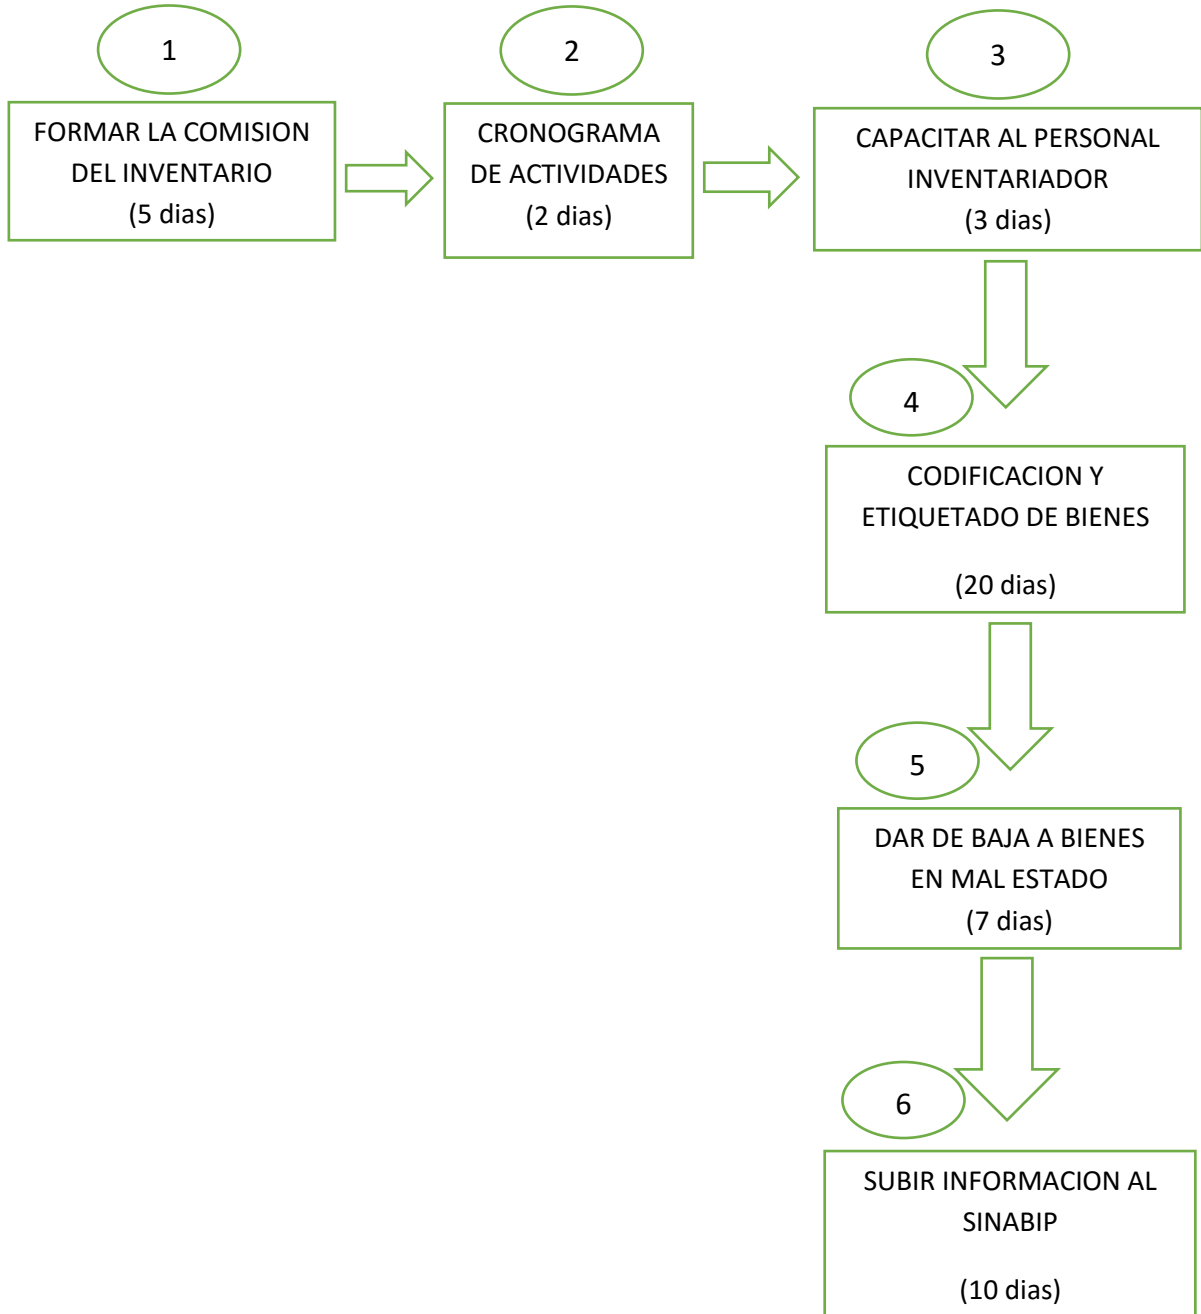 1
FORMAR LA COMISION
DEL INVENTARIO
(5 dias)
2
CRONOGRAMA
DE ACTIVIDADES
(2 dias)
3
CAPACITAR AL PERSONAL
INVENTARIADOR
(3 dias)
4
CODIFICACION Y
ETIQUETADO DE BIENES
(20 dias)
5
DAR DE BAJA A BIENES
EN MAL ESTADO
(7 dias)
6
SUBIR INFORMACION AL
SINABIP
(10 dias)